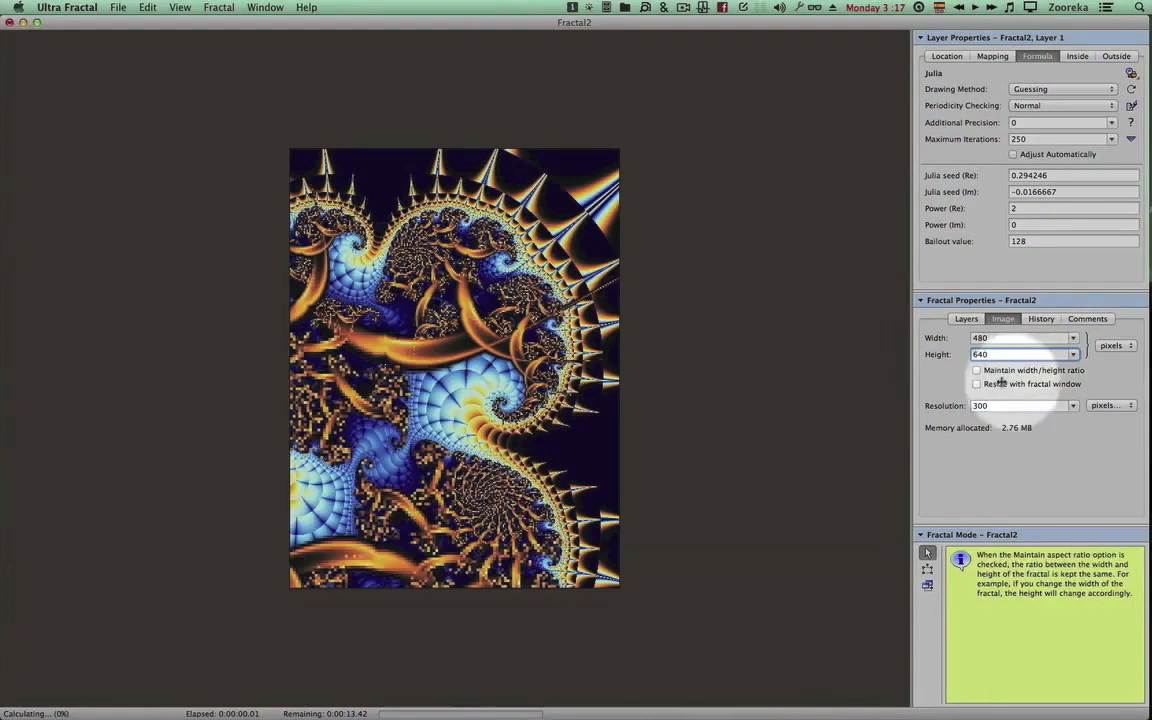 Ultra Fractal File Edit View Fractal Window Help Monday 3 :17 Zooreka
Fractal2
Layer Properties - Fractal2, Layer 1
Location Mapping Formula Inside Outside
Julia
Drawing Method: Guessing
Periodicity Checking: Normal
Additional Precision: 0 ?
Maximum Iterations: 250
Adjust Automatically
Julia seed (Re): 0.294246
Julia seed (Im): -0.0166667
Power (Re): 2
Power (Im): 0
Bailout value: 128
Fractal Properties - Fractal2
Layers Image History Comments
Width: 480
Height: 640
pixels
Maintain width/height ratio
with fractal window
Resolution: 300 pixels...
Memory allocated: 2.76 MB
Fractal Mode - Fractal2
When the Maintain aspect ratio option is
checked, the ratio between the width and
height of the fractal is kept the same. For
example, if you change the width of the
fractal, the height will change accordingly.
Calculating... (0%) Elapsed: 0:00:00.01 Remaining: 0:00:13.42